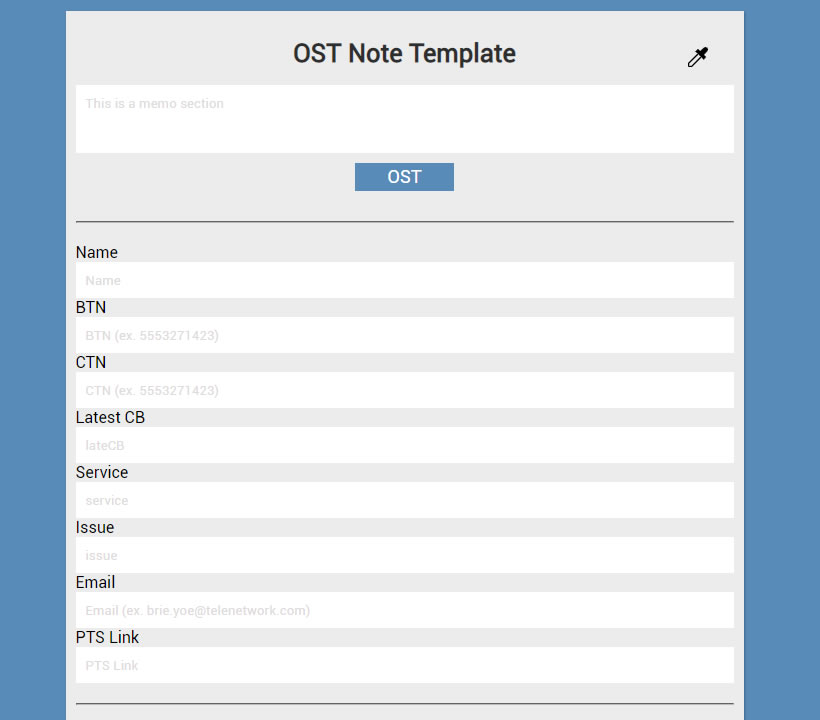 OST Note Template
This is a memo section
OST
Name
Name
BTN
BTN (ex. 5553271423)
CTN
CTN (ex. 5553271423)
Latest CB
lateCB
Service
service
Issue
issue
Email
Email (ex. brie.yoe@telenetwork.com)
PTS Link
PTS Link